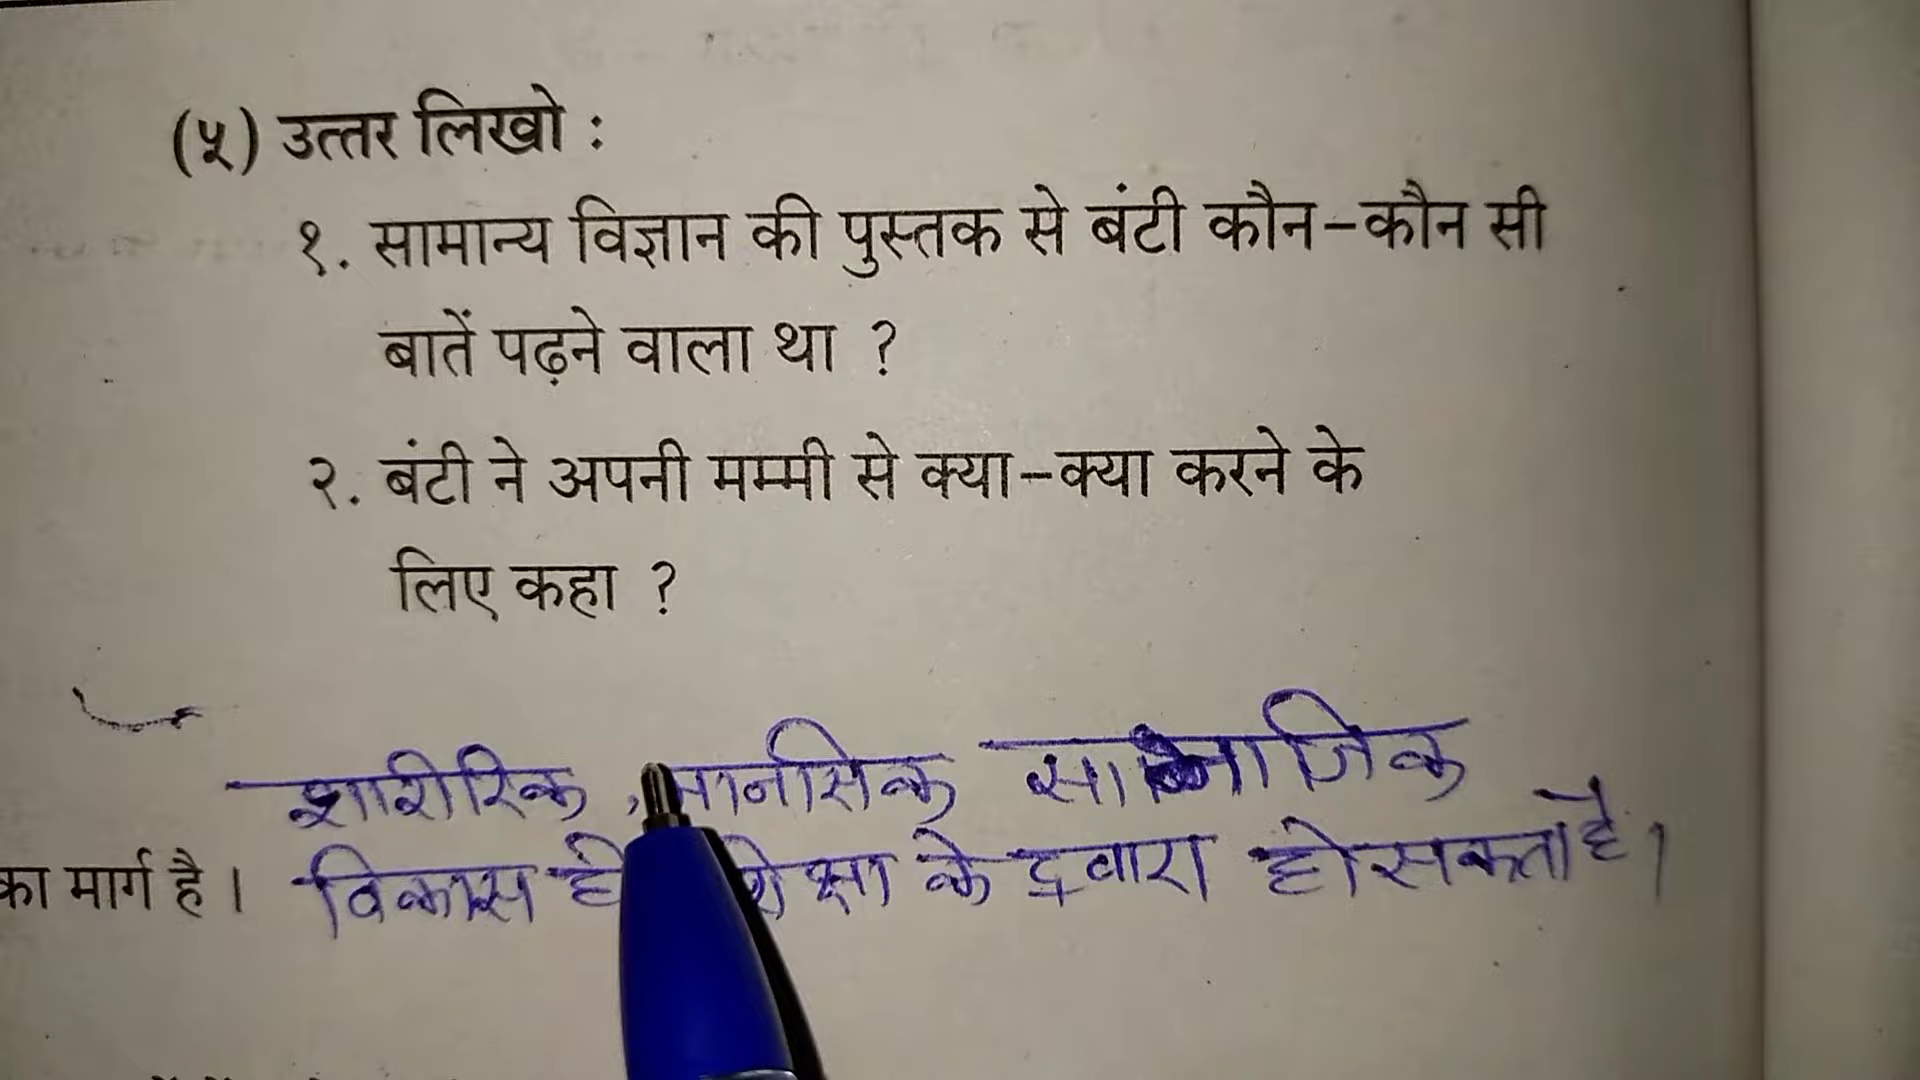 (५) उत्तर लिखो :
१. सामान्य विज्ञान की पुस्तक से बंटी कौन-कौन सी
बातें पढ़ने वाला था ?
२. बंटी ने अपनी मम्मी से क्या-क्या करने के
लिए कहा ?
शारीरिक , मानसिक सामाजिक
का मार्ग है । विकास के द्वारा हो सकता है ।